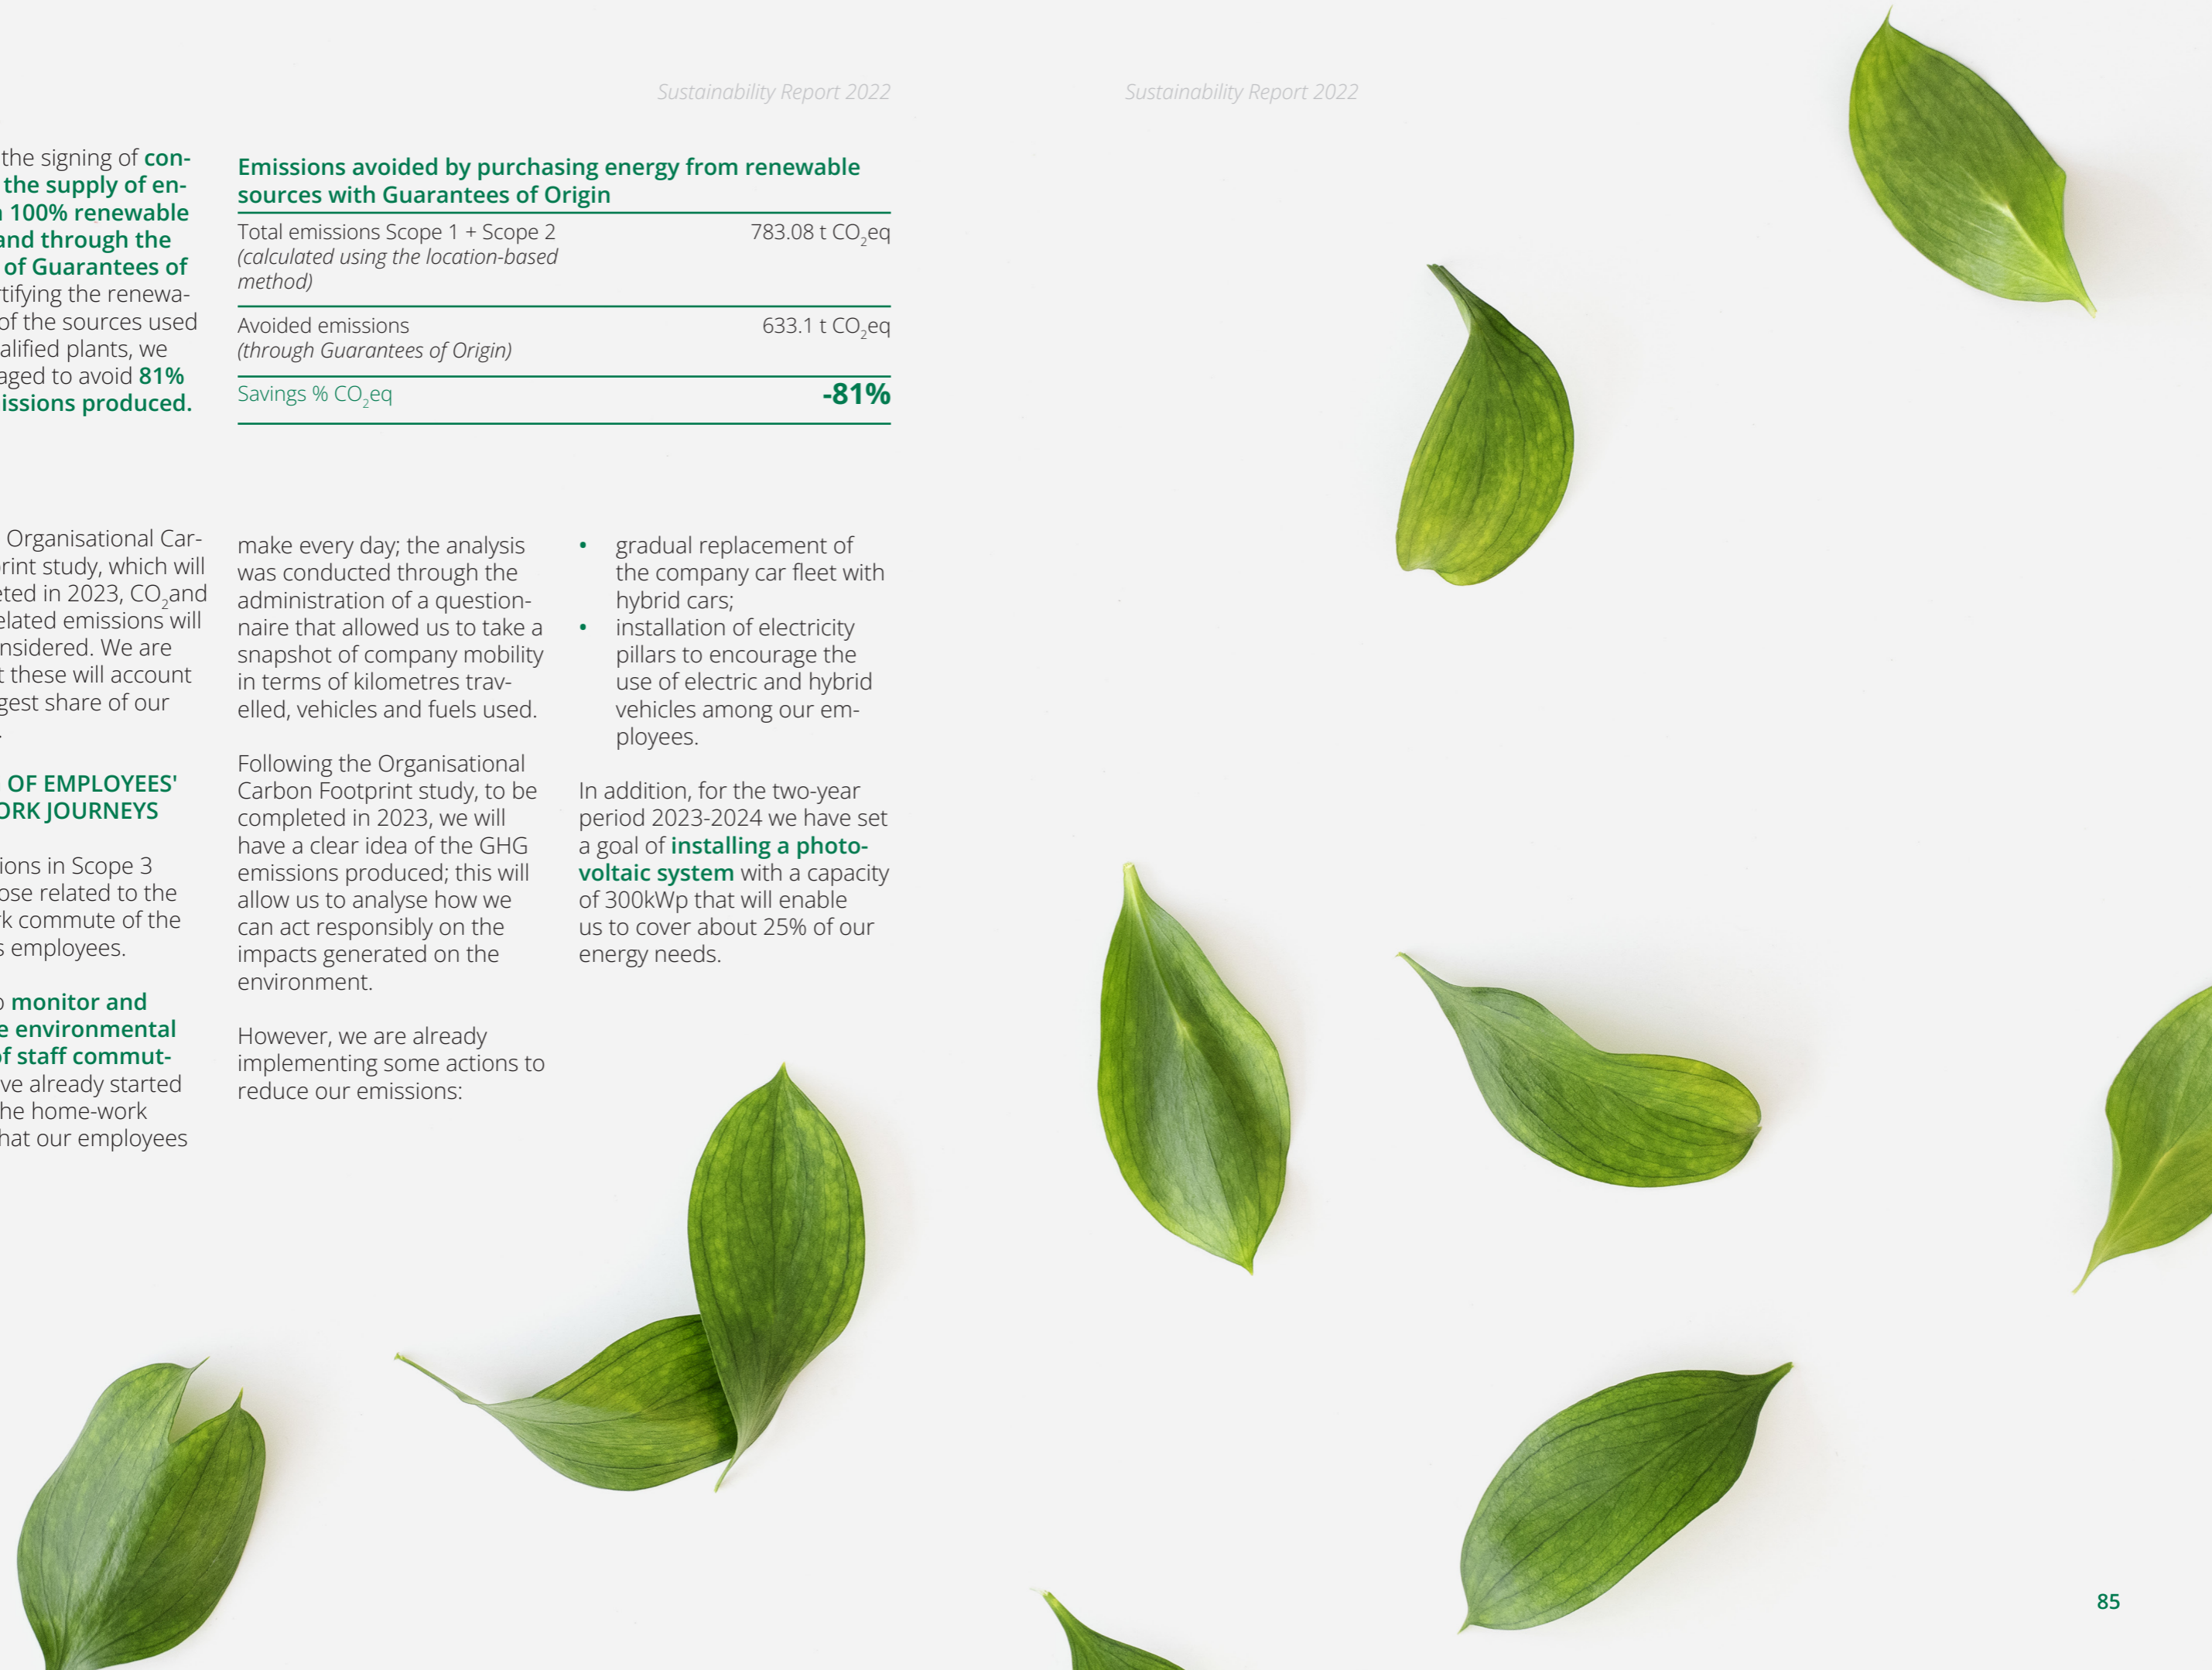 Sustainability Report 2022
the signing of con-
the supply of en-
100% renewable
and through the
of Guarantees of
rtifying the renewa-
of the sources used
alified plants, we
aged to avoid 81%
issions produced.
Emissions avoided by purchasing energy from renewable
sources with Guarantees of Origin
Total emissions Scope 1 + Scope 2 783.08 t CO₂eq
(calculated using the location-based
method)
Avoided emissions 633.1 t CO₂eq
(through Guarantees of Origin)
Savings % CO₂eq -81%
Organisational Car-
rint study, which will
eted in 2023, CO₂and
elated emissions will
nsidered. We are
t these will account
gest share of our
.
OF EMPLOYEES'
ORK JOURNEYS
ions in Scope 3
ose related to the
rk commute of the
s employees.
o monitor and
e environmental
of staff commut-
ve already started
he home-work
hat our employees
make every day; the analysis
was conducted through the
administration of a question-
naire that allowed us to take a
snapshot of company mobility
in terms of kilometres trav-
elled, vehicles and fuels used.
Following the Organisational
Carbon Footprint study, to be
completed in 2023, we will
have a clear idea of the GHG
emissions produced; this will
allow us to analyse how we
can act responsibly on the
impacts generated on the
environment.
However, we are already
implementing some actions to
reduce our emissions:
• gradual replacement of
the company car fleet with
hybrid cars;
• installation of electricity
pillars to encourage the
use of electric and hybrid
vehicles among our em-
ployees.
In addition, for the two-year
period 2023-2024 we have set
a goal of installing a photo-
voltaic system with a capacity
of 300kWp that will enable
us to cover about 25% of our
energy needs.
Sustainability Report 2022
85